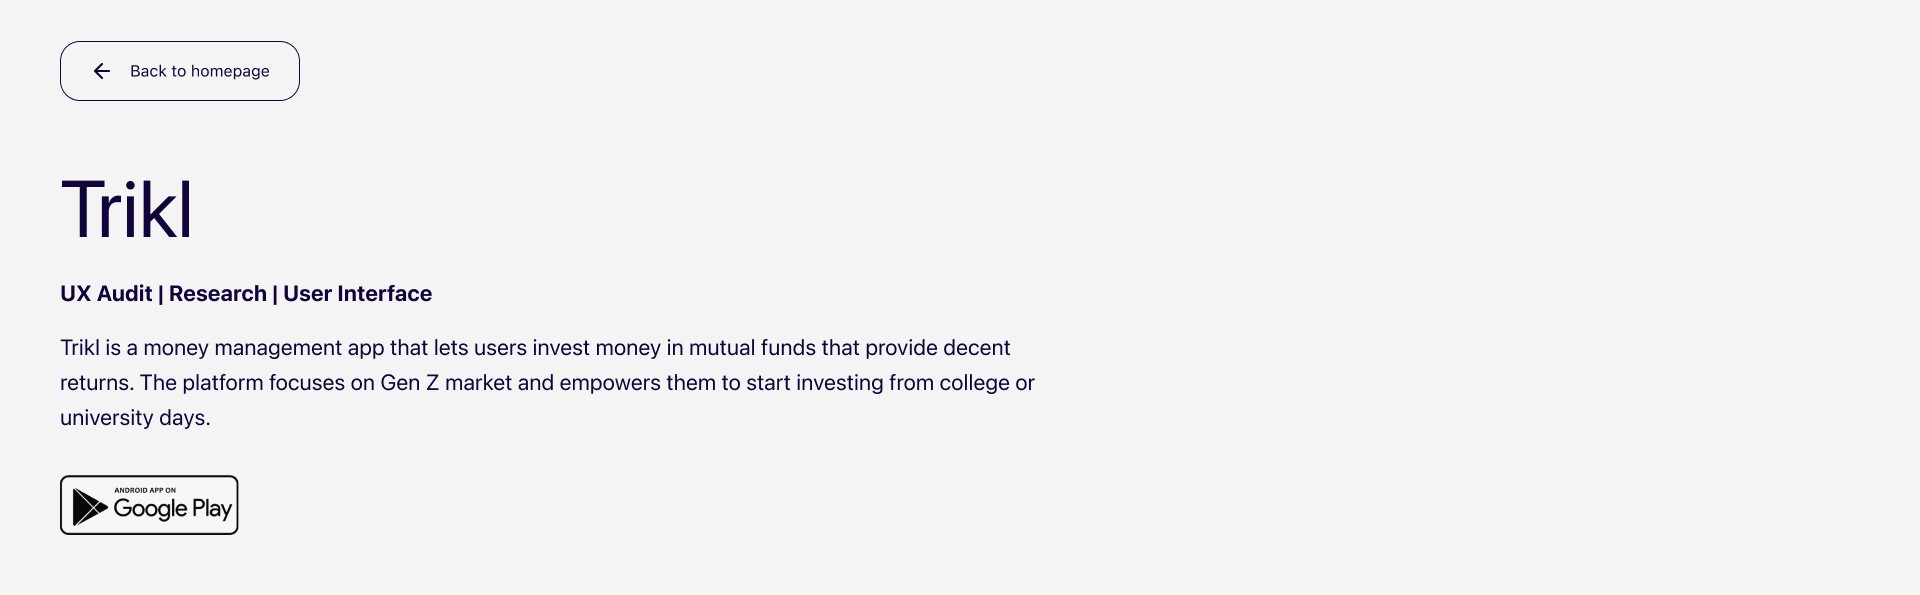 Back to homepage
Trikl
UX Audit | Research | User Interface
Trikl is a money management app that lets users invest money in mutual funds that provide decent
returns. The platform focuses on Gen Z market and empowers them to start investing from college or
university days.
ANDROID APP ON
Google Play